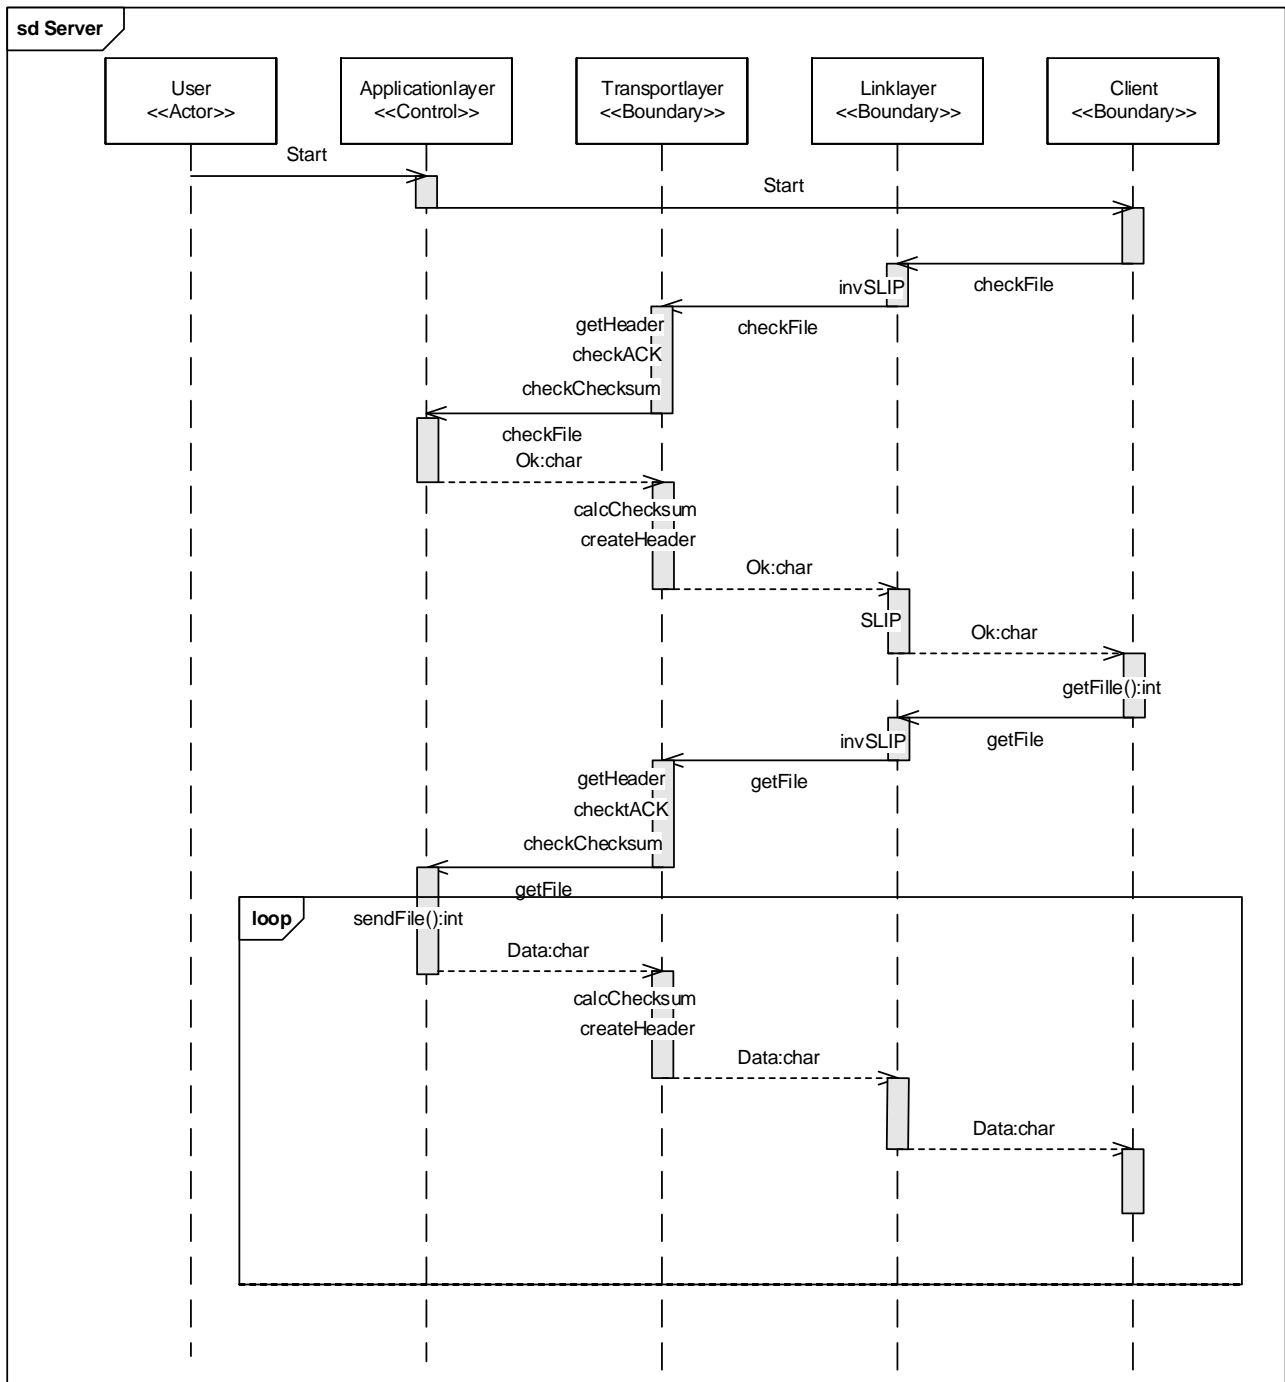 sd Server
User
<<Actor>>
Applicationlayer
<<Control>>
Transportlayer
<<Boundary>>
Linklayer
<<Boundary>>
Client
<<Boundary>>
Start
Start
invSLIP
checkFile
getHeader
checkFile
checkACK
checkChecksum
checkFile
Ok:char
calcChecksum
createHeader
Ok:char
SLIP
Ok:char
getFille():int
invSLIP
getFile
getHeader
getFile
checktACK
checkChecksum
getFile
loop
sendFile():int
Data:char
calcChecksum
createHeader
Data:char
Data:char